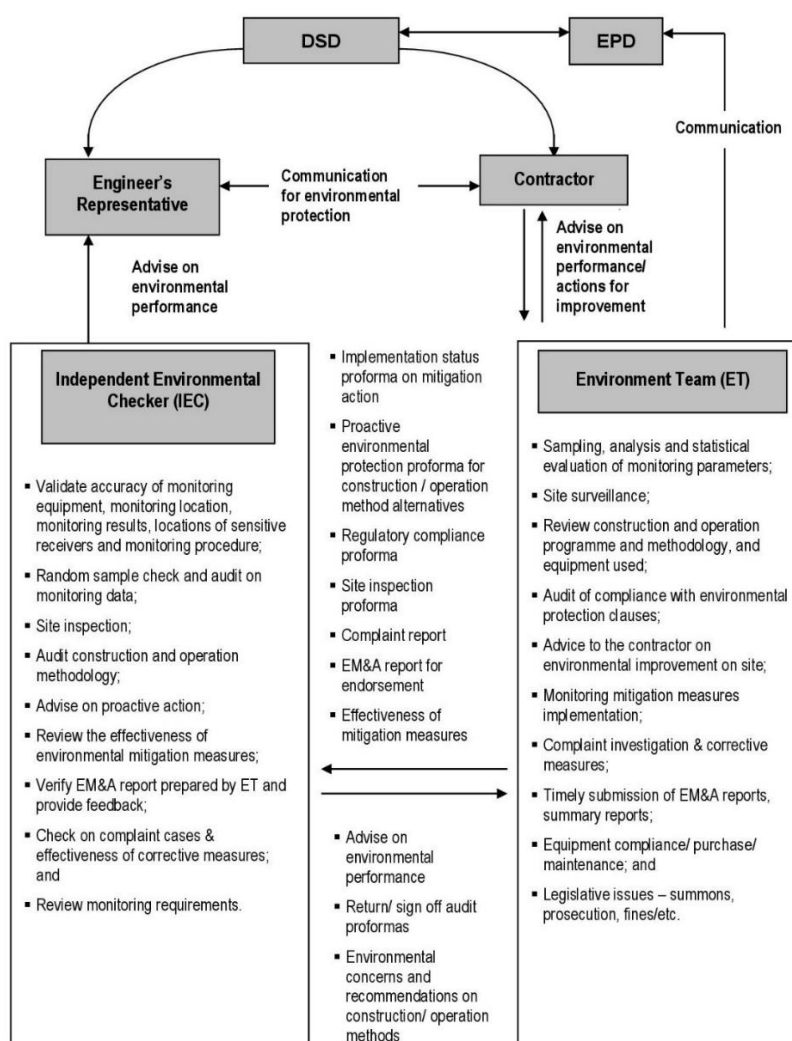 DSD
EPD
Communication
Engineer's
Representative
Communication
for environmental
protection
Contractor
Advise on
environmental
performance
Advise on
environmental
performance/
actions for
improvement
Independent Environmental
Checker (IEC)
▪ Validate accuracy of monitoring
equipment, monitoring location,
monitoring results, locations of sensitive
receivers and monitoring procedure;
▪ Random sample check and audit on
monitoring data;
▪ Site inspection;
▪ Audit construction and operation
methodology;
▪ Advise on proactive action;
▪ Review the effectiveness of
environmental mitigation measures;
▪ Verify EM&A report prepared by ET and
provide feedback;
▪ Check on complaint cases &
effectiveness of corrective measures;
and
▪ Review monitoring requirements.
▪ Implementation status
proforma on mitigation
action
▪ Proactive
environmental
protection proforma for
construction / operation
method alternatives
▪ Regulatory compliance
proforma
▪ Site inspection
proforma
▪ Complaint report
▪ EM&A report for
endorsement
▪ Effectiveness of
mitigation measures
▪ Advise on
environmental
performance
▪ Return/ sign off audit
proformas
▪ Environmental
concerns and
recommendations on
construction/ operation
methods
Environment Team (ET)
▪ Sampling, analysis and statistical
evaluation of monitoring parameters;
▪ Site surveillance;
▪ Review construction and operation
programme and methodology, and
equipment used;
▪ Audit of compliance with environmental
protection clauses;
▪ Advice to the contractor on
environmental improvement on site;
▪ Monitoring mitigation measures
implementation;
▪ Complaint investigation & corrective
measures;
▪ Timely submission of EM&A reports,
summary reports;
▪ Equipment compliance/ purchase/
maintenance; and
▪ Legislative issues – summons,
prosecution, fines/etc.